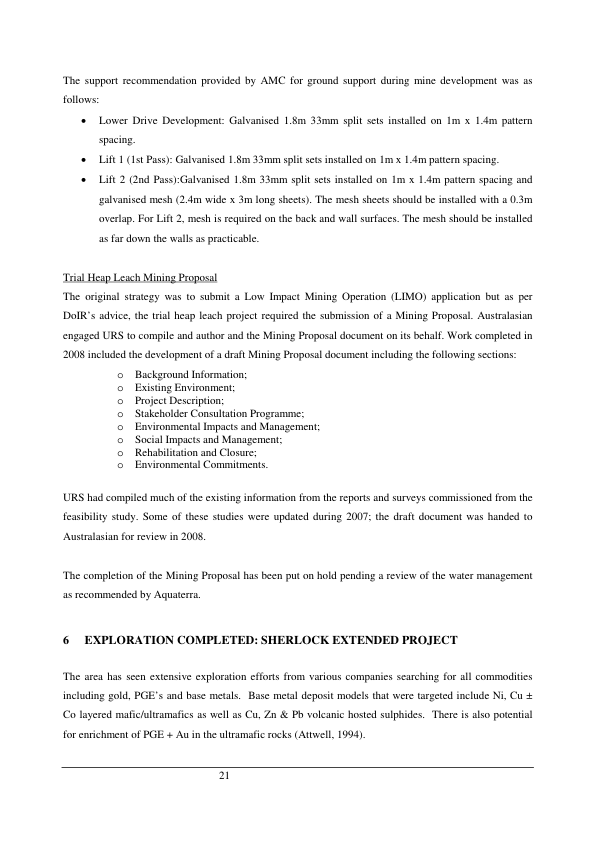 The support recommendation provided by AMC for ground support during mine development was as
follows:
• Lower Drive Development: Galvanised 1.8m 33mm split sets installed on 1m x 1.4m pattern
spacing.
• Lift 1 (1st Pass): Galvanised 1.8m 33mm split sets installed on 1m x 1.4m pattern spacing.
• Lift 2 (2nd Pass):Galvanised 1.8m 33mm split sets installed on 1m x 1.4m pattern spacing and
galvanised mesh (2.4m wide x 3m long sheets). The mesh sheets should be installed with a 0.3m
overlap. For Lift 2, mesh is required on the back and wall surfaces. The mesh should be installed
as far down the walls as practicable.
Trial Heap Leach Mining Proposal
The original strategy was to submit a Low Impact Mining Operation (LIMO) application but as per
DoIR's advice, the trial heap leach project required the submission of a Mining Proposal. Australasian
engaged URS to compile and author and the Mining Proposal document on its behalf. Work completed in
2008 included the development of a draft Mining Proposal document including the following sections:
o Background Information;
o Existing Environment;
o Project Description;
o Stakeholder Consultation Programme;
o Environmental Impacts and Management;
o Social Impacts and Management;
o Rehabilitation and Closure;
o Environmental Commitments.
URS had compiled much of the existing information from the reports and surveys commissioned from the
feasibility study. Some of these studies were updated during 2007; the draft document was handed to
Australasian for review in 2008.
The completion of the Mining Proposal has been put on hold pending a review of the water management
as recommended by Aquaterra.
6 EXPLORATION COMPLETED: SHERLOCK EXTENDED PROJECT
The area has seen extensive exploration efforts from various companies searching for all commodities
including gold, PGE's and base metals. Base metal deposit models that were targeted include Ni, Cu ±
Co layered mafic/ultramafics as well as Cu, Zn & Pb volcanic hosted sulphides. There is also potential
for enrichment of PGE + Au in the ultramafic rocks (Attwell, 1994).
21